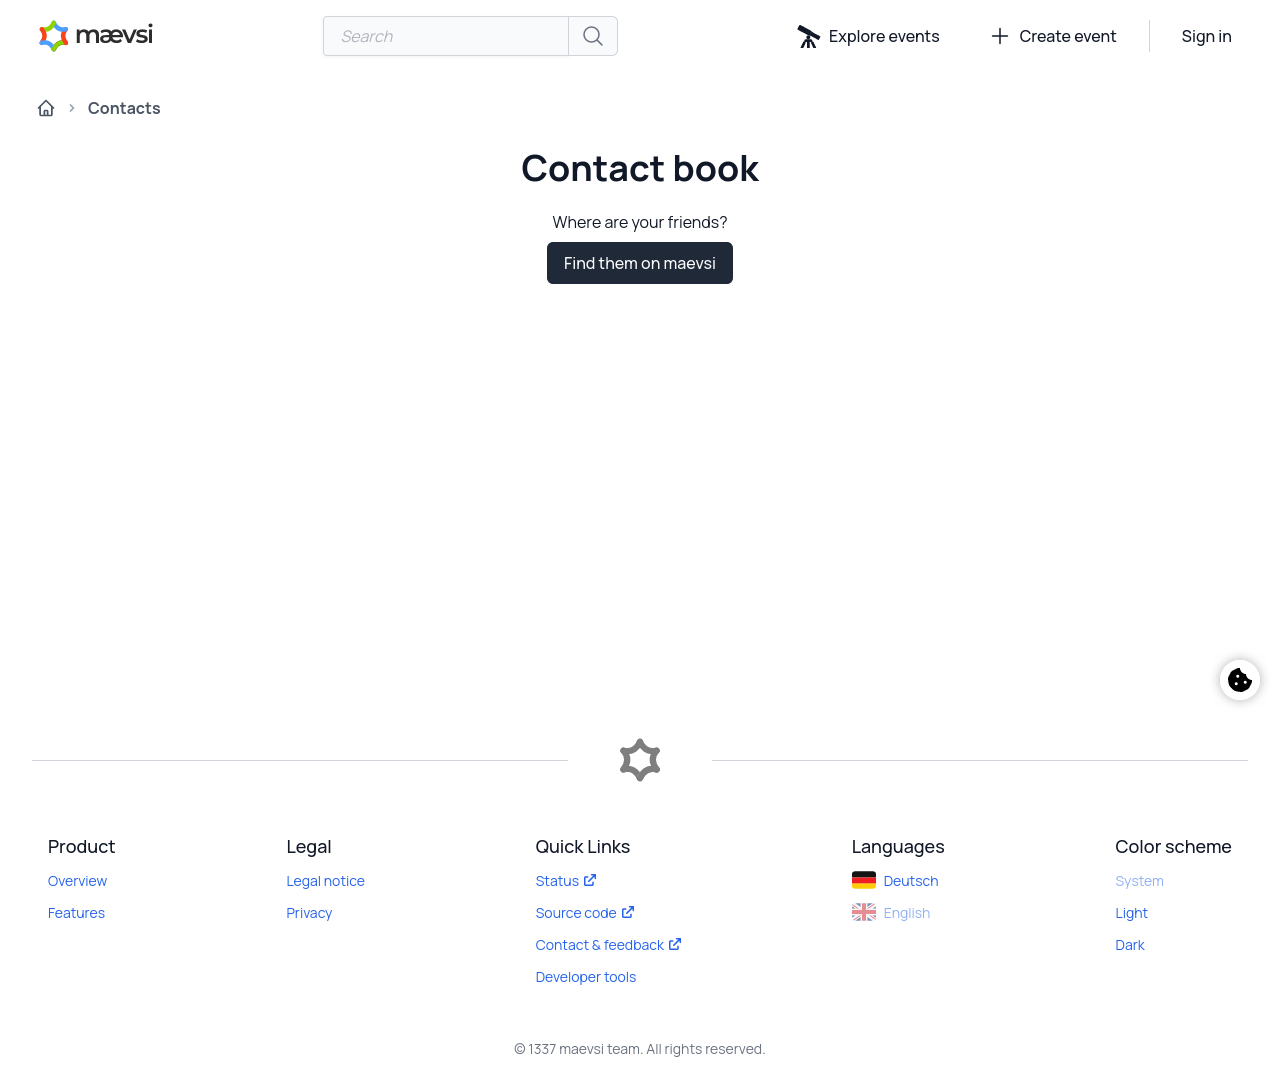 mævsi
Search
Explore events
Create event
Sign in
Contacts
Contact book
Where are your friends?
Find them on maevsi
Product
Overview
Features
Legal
Legal notice
Privacy
Quick Links
Status
Source code
Contact & feedback
Developer tools
Languages
Deutsch
English
Color scheme
System
Light
Dark
© 1337 maevsi team. All rights reserved.